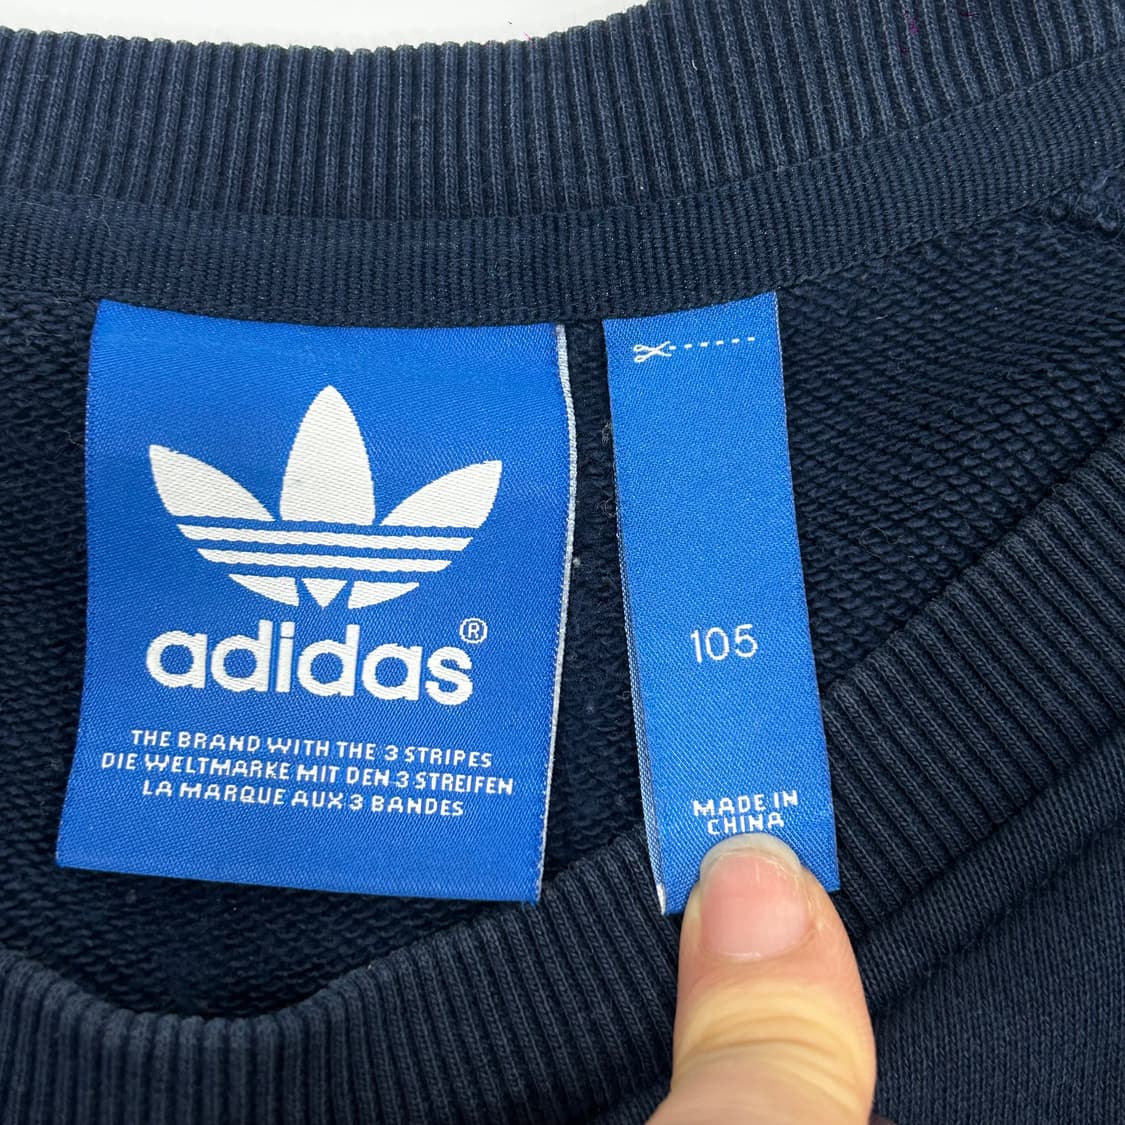 adidas®
THE BRAND WITH THE 3 STRIPES
DIE WELTMARKE MIT DEN 3 STREIFEN
LA MARQUE AUX 3 BANDES
105
MADE IN
CHINA